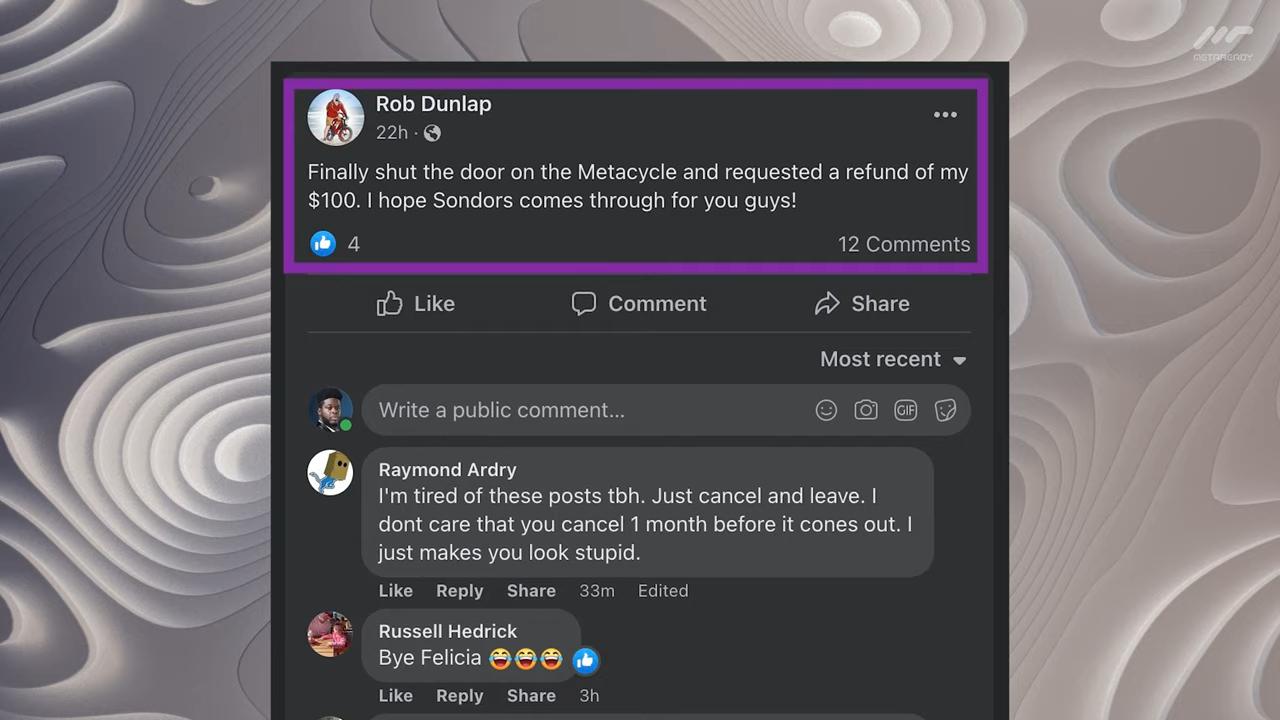 METAREADY
Rob Dunlap
22h ·
Finally shut the door on the Metacycle and requested a refund of my
$100. I hope Sondors comes through for you guys!
4
12 Comments
Like
Comment
Share
Most recent
Write a public comment...
GIF
Raymond Ardry
I'm tired of these posts tbh. Just cancel and leave. I
dont care that you cancel 1 month before it cones out. I
just makes you look stupid.
Like Reply Share 33m Edited
Russell Hedrick
Bye Felicia 😂😂😂
Like Reply Share 3h